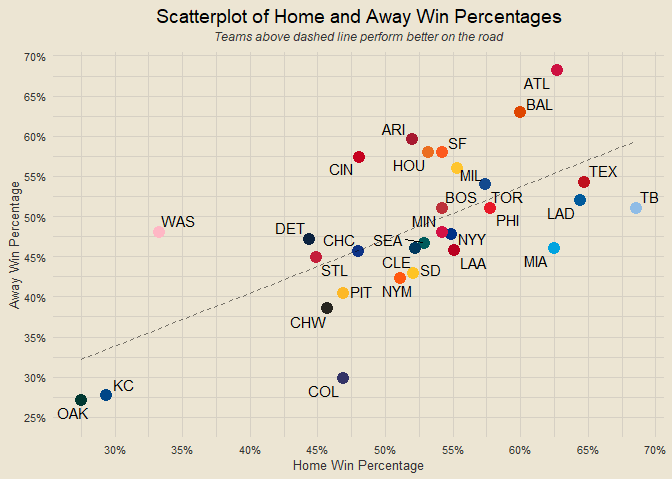 Scatterplot of Home and Away Win Percentages
Teams above dashed line perform better on the road
70%
65%
60%
55%
50%
45%
40%
35%
30%
25%
Away Win Percentage
ATL
BAL
ARI
SF
CIN
HOU
MIL
TEX
BOS
TOR
TB
WAS
MIN
PHI
LAD
DET
CHC
SEA
NYY
STL
CLE
SD
LAA
MIA
PIT
NYM
CHW
COL
KC
OAK
30%
35%
40%
45%
50%
55%
60%
65%
70%
Home Win Percentage